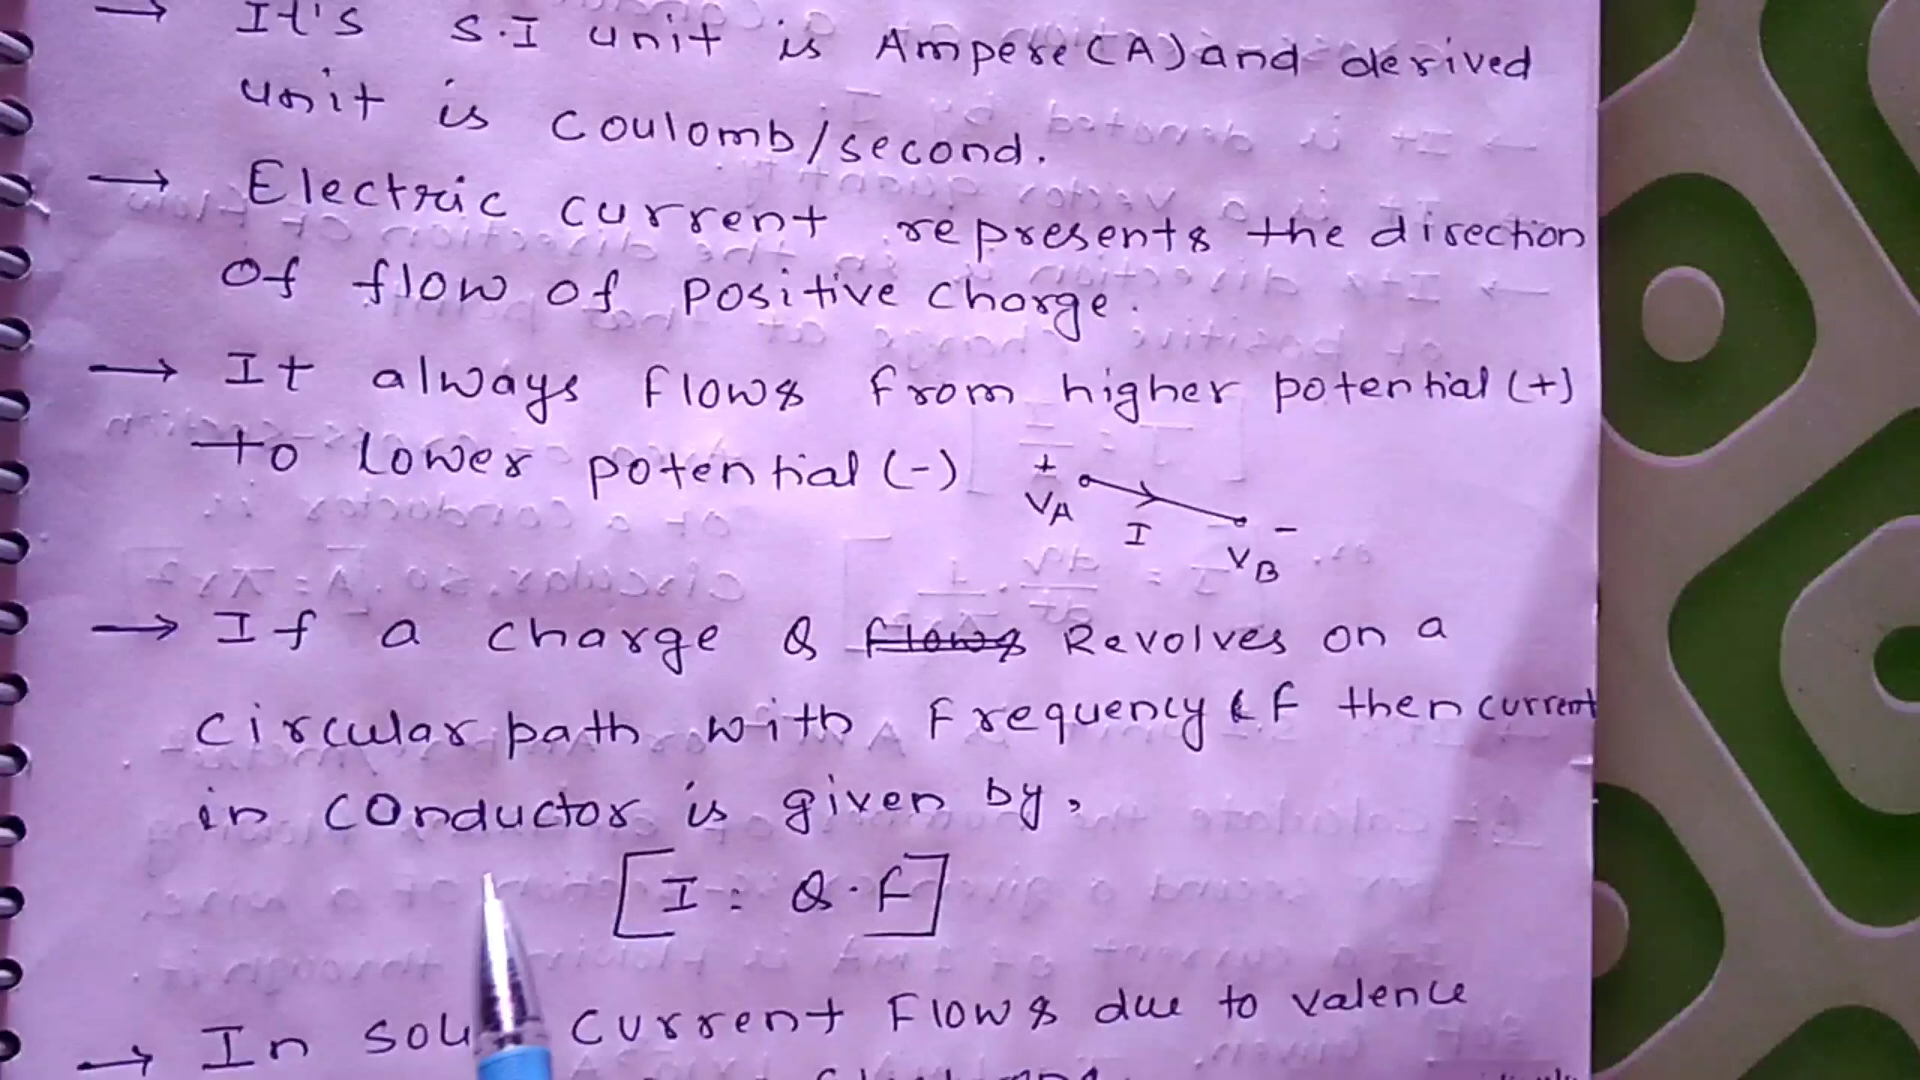 → It's S.I unit is Ampere (A) and derived
unit is coulomb/second.
→ Electric current represents the direction
of flow of positive charge.
→ It always flows from higher potential (+)
to lower potential (-)
+ VA I VB -
→ If a charge Q flows Revolves on a
circular path with frequency f then current
in conductor is given by,
[I = Q.f]
→ In current flows due to valence